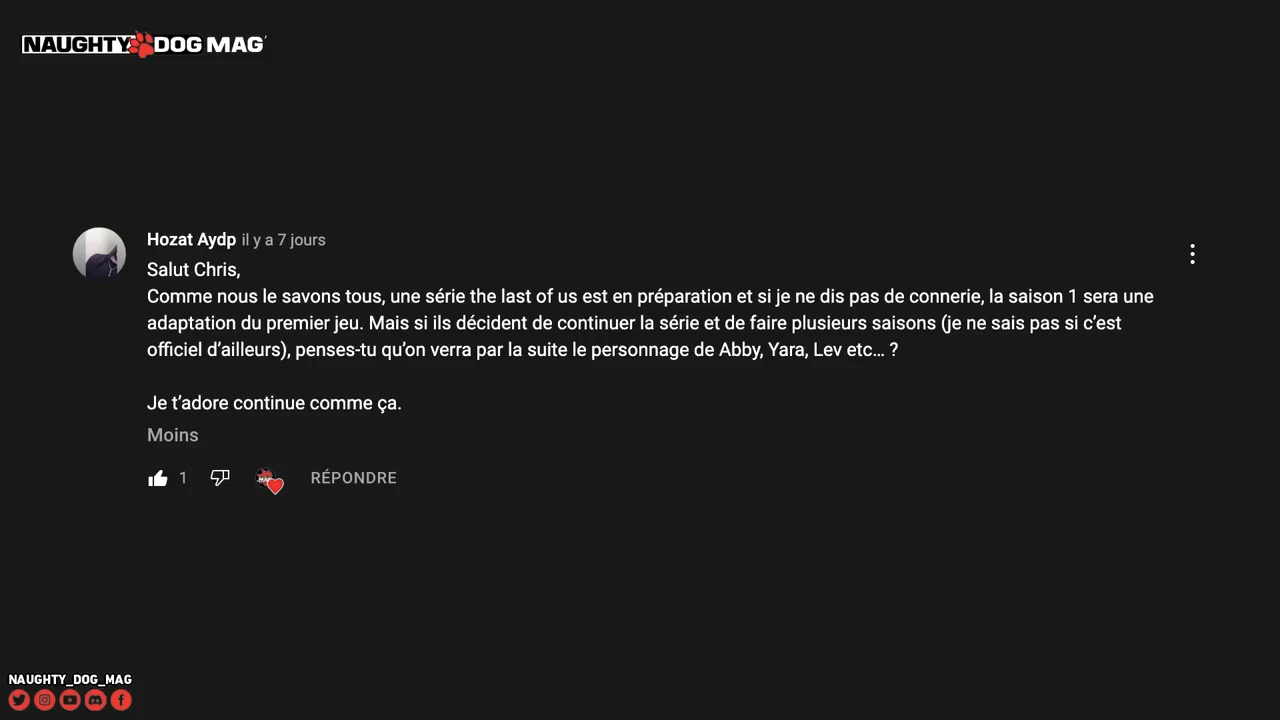 NAUGHTY DOG MAG
Hozat Aydp il y a 7 jours
Salut Chris,
Comme nous le savons tous, une série the last of us est en préparation et si je ne dis pas de connerie, la saison 1 sera une
adaptation du premier jeu. Mais si ils décident de continuer la série et de faire plusieurs saisons (je ne sais pas si c’est
officiel d’ailleurs), penses-tu qu’on verra par la suite le personnage de Abby, Yara, Lev etc… ?
Je t’adore continue comme ça.
Moins
1 RÉPONDRE
NAUGHTY_DOG_MAG